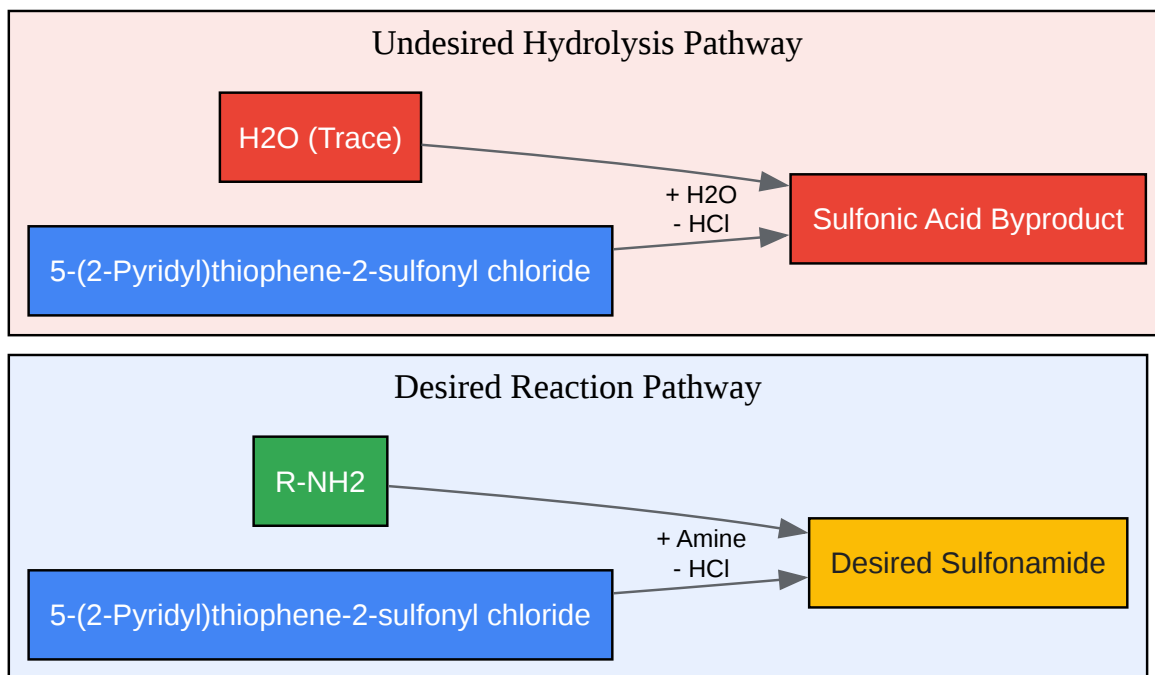 Undesired Hydrolysis Pathway
H2O (Trace)
+ H2O
- HCl
Sulfonic Acid Byproduct
5-(2-Pyridyl)thiophene-2-sulfonyl chloride
Desired Reaction Pathway
R-NH2
+ Amine
- HCl
Desired Sulfonamide
5-(2-Pyridyl)thiophene-2-sulfonyl chloride